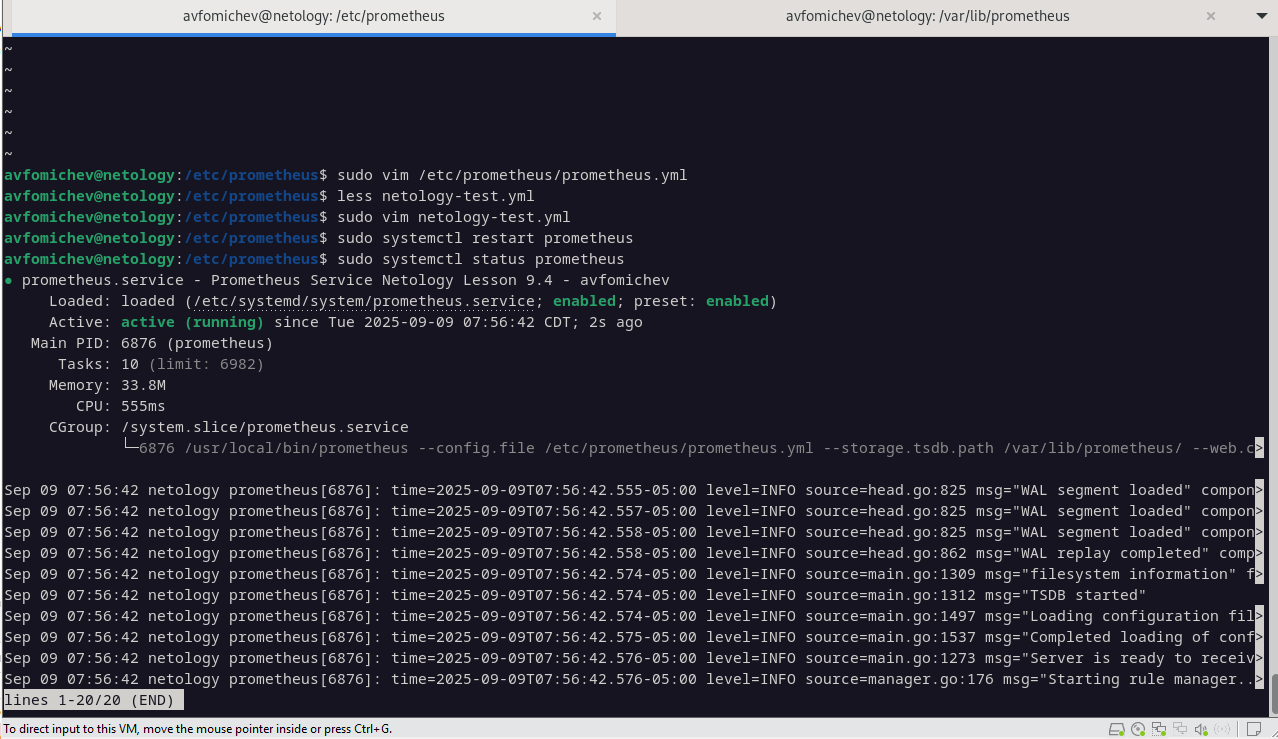 avfomichev@netology: /etc/prometheus × avfomichev@netology: /var/lib/prometheus ×
~
~
~
~
~
~
avfomichev@netology:/etc/prometheus$ sudo vim /etc/prometheus/prometheus.yml
avfomichev@netology:/etc/prometheus$ less netology-test.yml
avfomichev@netology:/etc/prometheus$ sudo vim netology-test.yml
avfomichev@netology:/etc/prometheus$ sudo systemctl restart prometheus
avfomichev@netology:/etc/prometheus$ sudo systemctl status prometheus
● prometheus.service - Prometheus Service Netology Lesson 9.4 - avfomichev
     Loaded: loaded (/etc/systemd/system/prometheus.service; enabled; preset: enabled)
     Active: active (running) since Tue 2025-09-09 07:56:42 CDT; 2s ago
   Main PID: 6876 (prometheus)
      Tasks: 10 (limit: 6982)
     Memory: 33.8M
        CPU: 555ms
     CGroup: /system.slice/prometheus.service
             └─6876 /usr/local/bin/prometheus --config.file /etc/prometheus/prometheus.yml --storage.tsdb.path /var/lib/prometheus/ --web.c>
Sep 09 07:56:42 netology prometheus[6876]: time=2025-09-09T07:56:42.555-05:00 level=INFO source=head.go:825 msg="WAL segment loaded" compon>
Sep 09 07:56:42 netology prometheus[6876]: time=2025-09-09T07:56:42.557-05:00 level=INFO source=head.go:825 msg="WAL segment loaded" compon>
Sep 09 07:56:42 netology prometheus[6876]: time=2025-09-09T07:56:42.558-05:00 level=INFO source=head.go:825 msg="WAL segment loaded" compon>
Sep 09 07:56:42 netology prometheus[6876]: time=2025-09-09T07:56:42.558-05:00 level=INFO source=head.go:862 msg="WAL replay completed" comp>
Sep 09 07:56:42 netology prometheus[6876]: time=2025-09-09T07:56:42.574-05:00 level=INFO source=main.go:1309 msg="filesystem information" f>
Sep 09 07:56:42 netology prometheus[6876]: time=2025-09-09T07:56:42.574-05:00 level=INFO source=main.go:1312 msg="TSDB started"
Sep 09 07:56:42 netology prometheus[6876]: time=2025-09-09T07:56:42.574-05:00 level=INFO source=main.go:1497 msg="Loading configuration fil>
Sep 09 07:56:42 netology prometheus[6876]: time=2025-09-09T07:56:42.575-05:00 level=INFO source=main.go:1537 msg="Completed loading of conf>
Sep 09 07:56:42 netology prometheus[6876]: time=2025-09-09T07:56:42.576-05:00 level=INFO source=main.go:1273 msg="Server is ready to receiv>
Sep 09 07:56:42 netology prometheus[6876]: time=2025-09-09T07:56:42.576-05:00 level=INFO source=manager.go:176 msg="Starting rule manager..>
lines 1-20/20 (END)
To direct input to this VM, move the mouse pointer inside or press Ctrl+G.